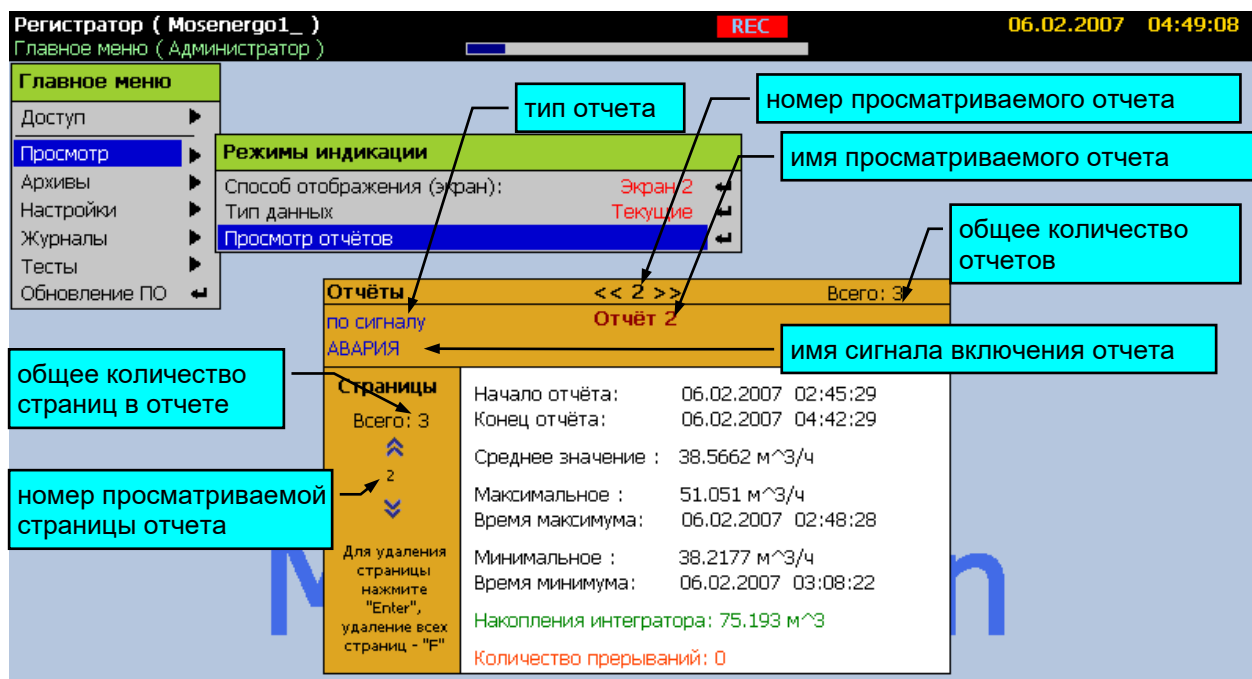 Регистратор ( Mosenergo1_ )
REC
06.02.2007 04:49:08
Главное меню ( Администратор )
Главное меню
Доступ
Просмотр
Архивы
Настройки
Журналы
Тесты
Обновление ПО
тип отчета
номер просматриваемого отчета
имя просматриваемого отчета
Режимы индикации
Способ отображения (экран): Экран 2
Тип данных Текущие
Просмотр отчётов
общее количество
отчетов
Отчёты << 2 >> Всего: 3
по сигналу Отчёт 2
АВАРИЯ
имя сигнала включения отчета
общее количество
страниц в отчете
номер просматриваемой
страницы отчета
Страницы
Всего: 3
2
Для удаления
страницы
нажмите
"Enter",
удаление всех
страниц - "F"
Начало отчёта: 06.02.2007 02:45:29
Конец отчёта: 06.02.2007 04:42:29
Среднее значение : 38.5662 м^3/ч
Максимальное : 51.051 м^3/ч
Время максимума: 06.02.2007 02:48:28
Минимальное : 38.2177 м^3/ч
Время минимума: 06.02.2007 03:08:22
Накопления интегратора: 75.193 м^3
Количество прерываний: 0